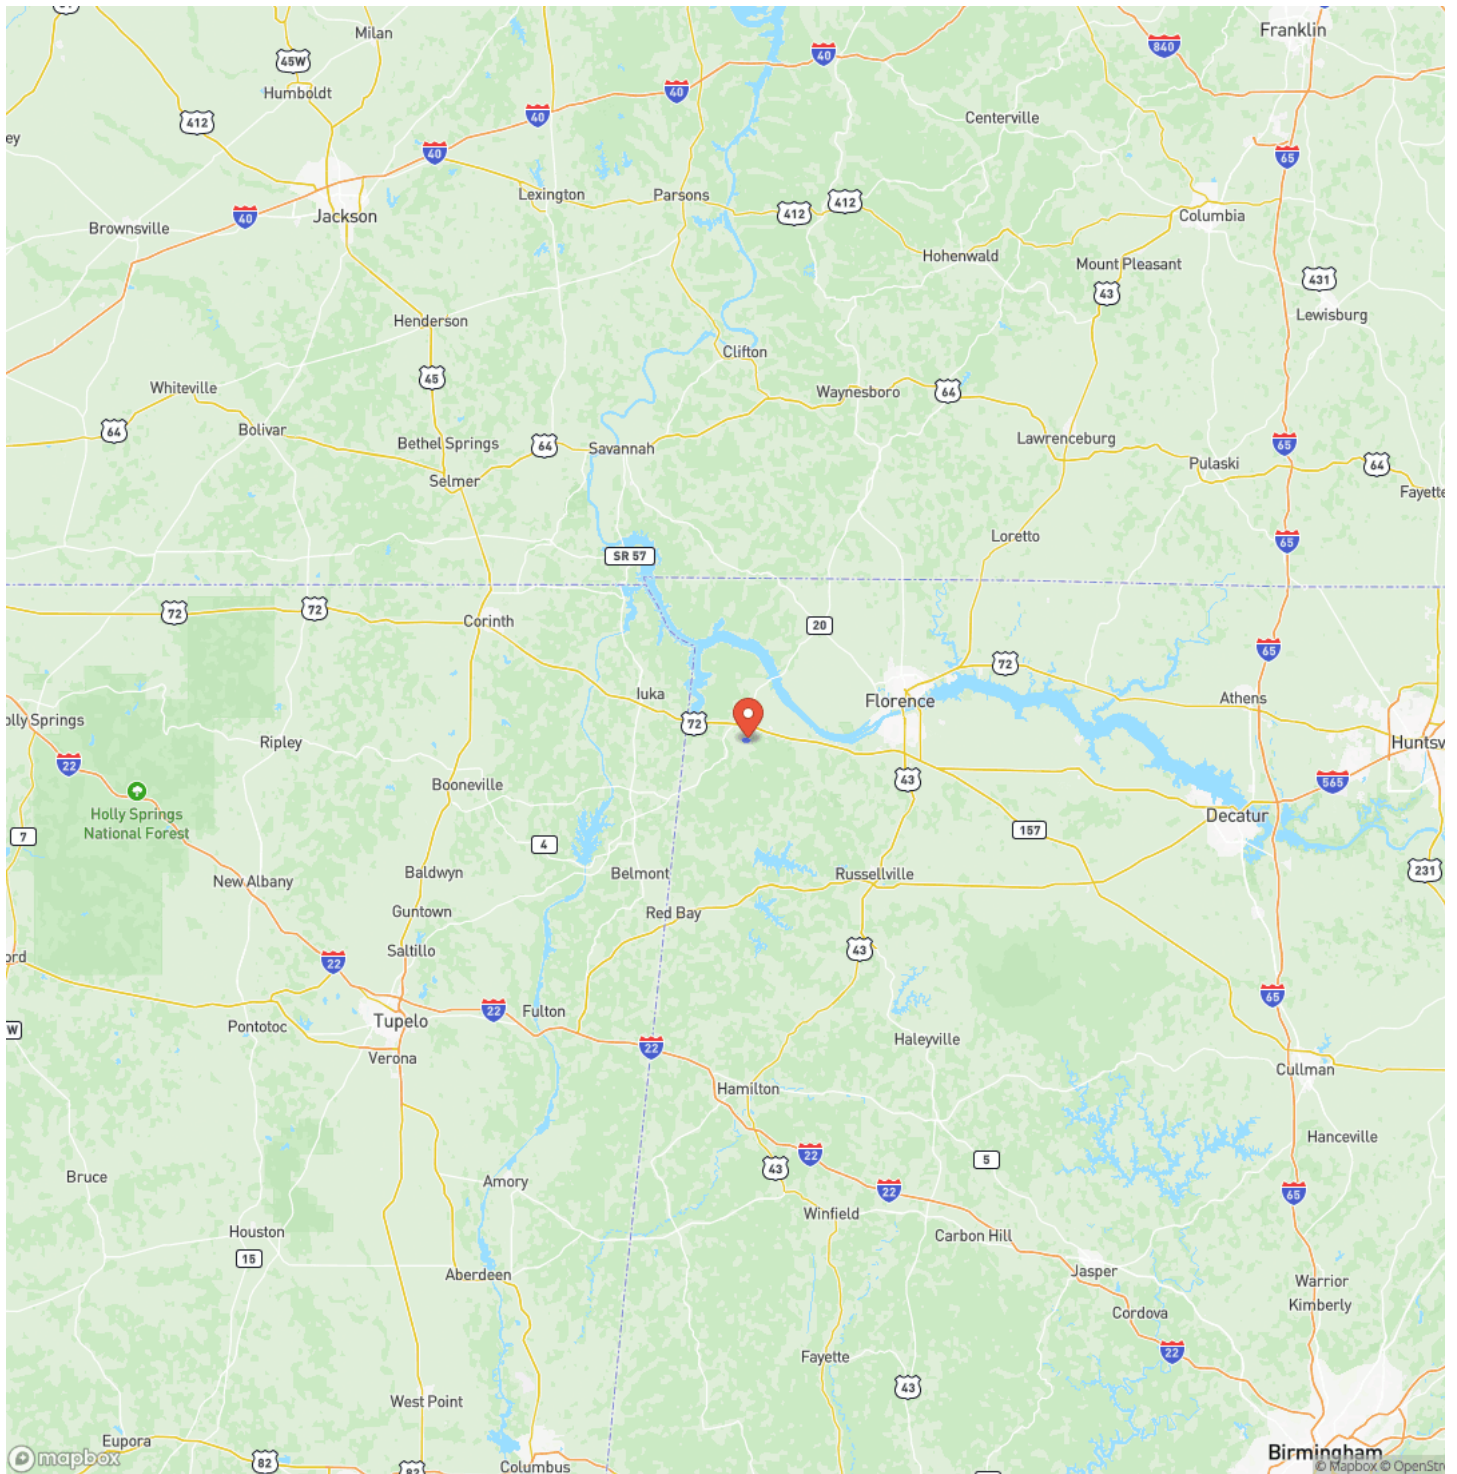 Milan
Franklin
45W
40
840
Humboldt
40
412
40
Centerville
40
65
Lexington
Parsons
412
412
40
Jackson
Columbia
Brownsville
Hohenwald
Mount Pleasant
431
43
Lewisburg
Henderson
Clifton
45
Whiteville
Waynesboro
64
64
Bolivar
Bethel Springs
64
Savannah
Lawrenceburg
65
Pulaski
64
Selmer
Fayette
Loretto
65
SR 57
72
72
Corinth
20
65
72
Iuka
Florence
Athens
olly Springs
72
Ripley
Huntsv
22
Booneville
43
565
Holly Springs
National Forest
Decatur
7
4
157
Baldwyn
Belmont
Russellville
231
New Albany
Guntown
Red Bay
Saltillo
43
ord
22
65
22
Fulton
Tupelo
W
Pontotoc
Haleyville
22
Verona
Cullman
Hamilton
Hanceville
22
5
43
Bruce
Amory
22
65
Winfield
Houston
Carbon Hill
15
Aberdeen
Jasper
Warrior
Cordova
Kimberly
22
Fayette
43
West Point
Eupora
Birmingham
mapbox
82
82
Columbus
© Mapbox © OpenStr